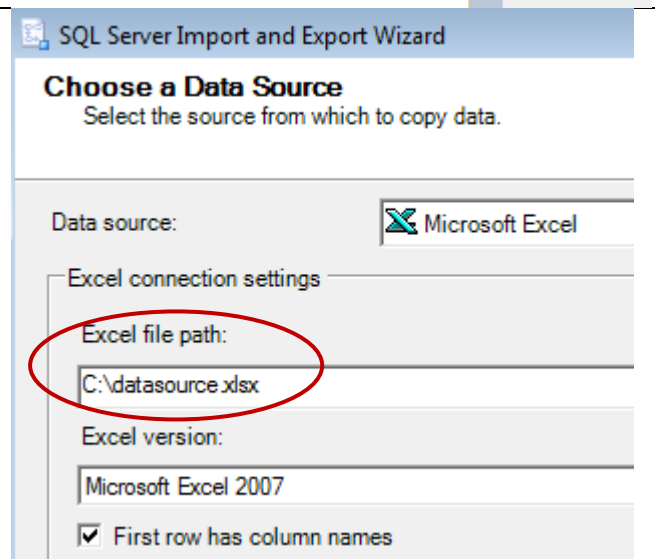 SQL Server Import and Export Wizard
Choose a Data Source
Select the source from which to copy data.
Data source:
Microsoft Excel
Excel connection settings
Excel file path:
C:\datasource.xlsx
Excel version:
Microsoft Excel 2007
First row has column names